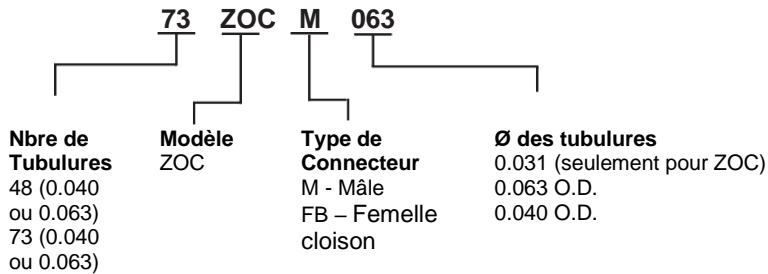 73 ZOC M 063
Nbre de
Tubulures
48 (0.040
ou 0.063)
73 (0.040
ou 0.063)
Modèle
ZOC
Type de
Connecteur
M - Mâle
FB – Femelle
cloison
Ø des tubulures
0.031 (seulement pour ZOC)
0.063 O.D.
0.040 O.D.